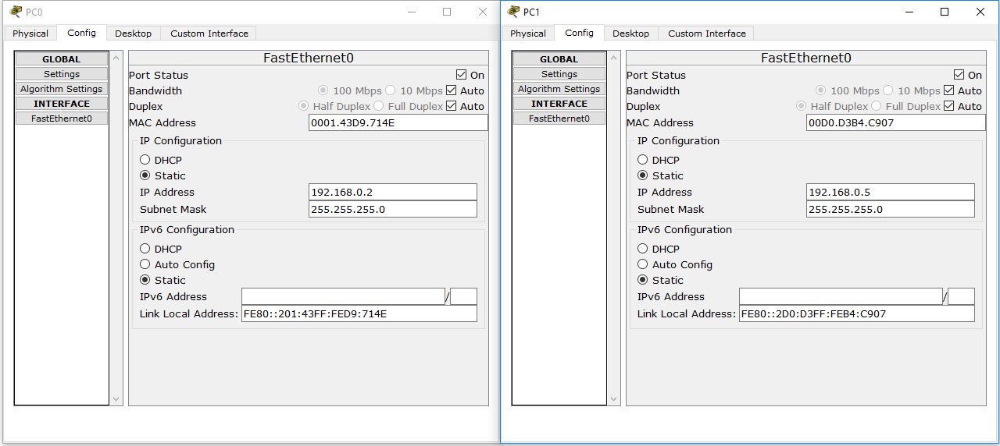 PC0
Physical Config Desktop Custom Interface
GLOBAL
Settings
Algorithm Settings
INTERFACE
FastEthernet0
FastEthernet0
Port Status On
Bandwidth 100 Mbps 10 Mbps Auto
Duplex Half Duplex Full Duplex Auto
MAC Address 0001.43D9.714E
IP Configuration
DHCP
Static
IP Address 192.168.0.2
Subnet Mask 255.255.255.0
IPv6 Configuration
DHCP
Auto Config
Static
IPv6 Address /
Link Local Address: FE80::201:43FF:FED9:714E
PC1
Physical Config Desktop Custom Interface
GLOBAL
Settings
Algorithm Settings
INTERFACE
FastEthernet0
FastEthernet0
Port Status On
Bandwidth 100 Mbps 10 Mbps Auto
Duplex Half Duplex Full Duplex Auto
MAC Address 00D0.D3B4.C907
IP Configuration
DHCP
Static
IP Address 192.168.0.5
Subnet Mask 255.255.255.0
IPv6 Configuration
DHCP
Auto Config
Static
IPv6 Address /
Link Local Address: FE80::2D0:D3FF:FEB4:C907